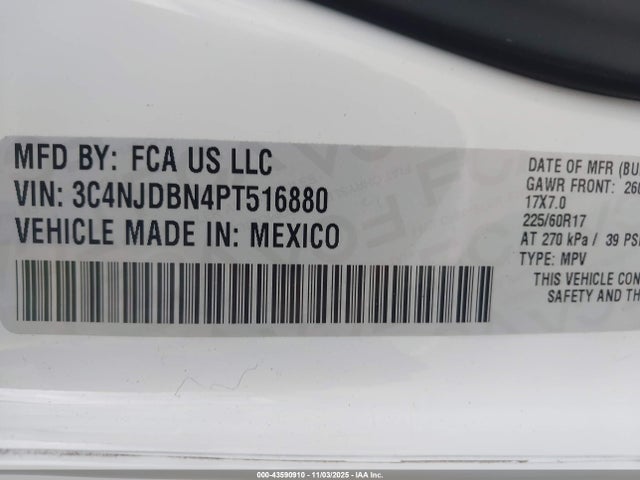 MFD BY: FCA US LLC
VIN: 3C4NJDBN4PT516880
VEHICLE MADE IN: MEXICO
DATE OF MFR (BU
GAWR FRONT: 268
17X7.0
225/60R17
AT 270 kPa / 39 PS
TYPE: MPV
THIS VEHICLE CON
SAFETY AND TH
000-43590910 - 11/03/2025 - IAA Inc.